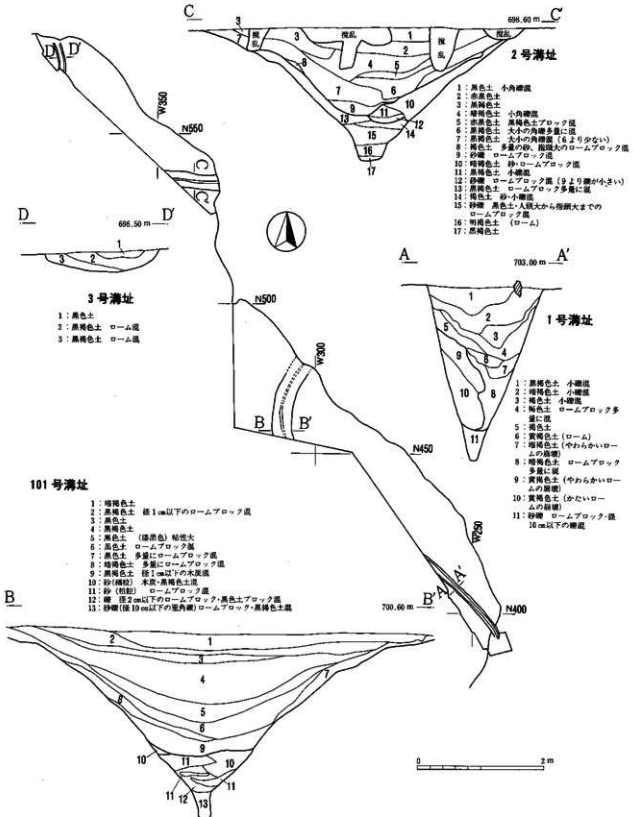 C
698.60 m
C'
2号溝址
3
攪乱
3
攪乱
1
攪乱
攪乱
2
4
5
8
7
6
9
10
11
13
12
14
15
16
17
1：黒色土 小角礫混
2：赤黒色土
3：黒褐色土
4：暗褐色土 小角礫混
5：赤黒色土 黒褐色土ブロック混
6：黒褐色土 大小の角礫多量に混
7：黒褐色土 大小の角礫混（6より少ない）
8：褐色土 多量の砂、指頭大のロームブロック混
9：砂礫 ロームブロック混
10：暗褐色土 砂・ロームブロック混
11：黒褐色土 小礫混
12：砂礫 ロームブロック混（9より礫が小さい）
13：黒褐色土 ロームブロック多量に混
14：褐色土 砂・小礫混
15：砂礫 黒色土・人頭大から指頭大までの
ロームブロック混
16：明褐色土 （ローム）
17：黒褐色土
D
D'
W350
N550
C
C'
D
696.50 m
D'
1
3
2
3号溝址
1：黒色土
2：黒褐色土 ローム混
3：黒褐色土 ローム混
N500
W300
B
B'
N450
W250
A
A'
N400
A
703.00 m
A'
1号溝址
1
2
3
5
4
9
6
7
8
10
11
1：黒褐色土 小礫混
2：暗褐色土 小礫混
3：褐色土 小礫混
4：褐色土 ロームブロック多
量に混
5：褐色土
6：黄褐色土（ローム）
7：暗褐色土（やわらかいロー
ムの崩壊）
8：暗褐色土 ロームブロック
多量に混
9：黄褐色土（やわらかいロー
ムの崩壊）
10：黄褐色土（かたいロー
ムの崩壊）
11：砂礫 ロームブロック・径
10cm以下の礫混
101号溝址
1：暗褐色土
2：黒褐色土 径1cm以下のロームブロック混
3：黒色土
4：黒褐色土
5：黒色土 （漆黒色）粘性大
6：黒色土 ロームブロック混
7：黒色土 多量にロームブロック混
8：暗褐色土 多量にロームブロック混
9：黒褐色土 径1cm以下の木炭混
10：砂（細粒） 木炭・黒褐色土混
11：砂（粗粒） ロームブロック混
12：礫 径2cm以下のロームブロック・黒色土ブロック混
13：砂礫（径10cm以下の亜角礫）ロームブロック・黒褐色土混
B
700.60 m
B'
2
1
3
4
7
5
8
6
9
10
11
10
11
12
11
13
0
2 m